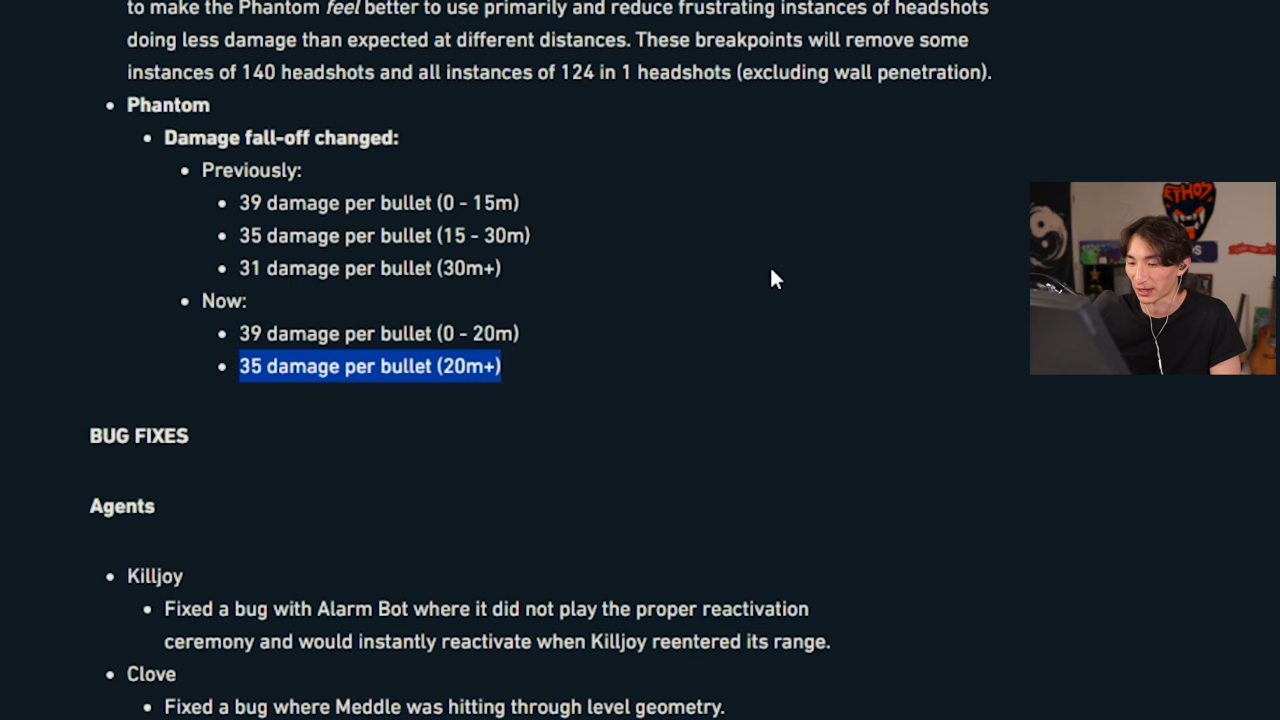 to make the Phantom feel better to use primarily and reduce frustrating instances of headshots
doing less damage than expected at different distances. These breakpoints will remove some
instances of 140 headshots and all instances of 124 in 1 headshots (excluding wall penetration).
• Phantom
• Damage fall-off changed:
• Previously:
• 39 damage per bullet (0 - 15m)
• 35 damage per bullet (15 - 30m)
• 31 damage per bullet (30m+)
• Now:
• 39 damage per bullet (0 - 20m)
• 35 damage per bullet (20m+)
ETHOS
BUG FIXES
Agents
• Killjoy
• Fixed a bug with Alarm Bot where it did not play the proper reactivation
ceremony and would instantly reactivate when Killjoy reentered its range.
• Clove
• Fixed a bug where Meddle was hitting through level geometry.